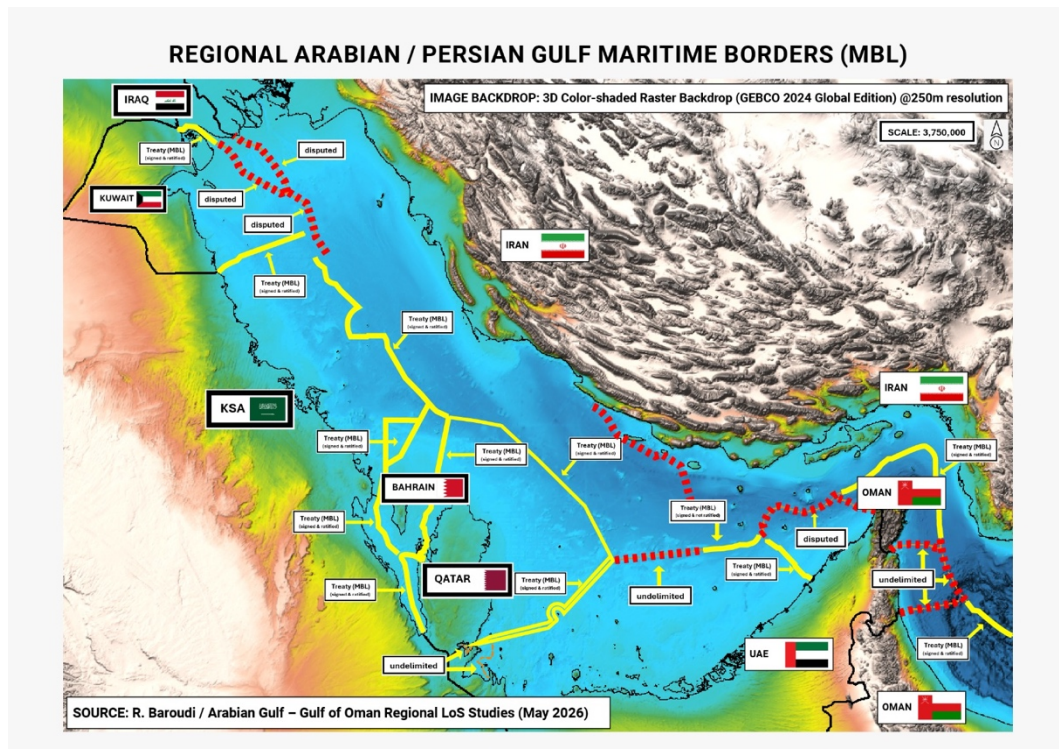 REGIONAL ARABIAN / PERSIAN GULF MARITIME BORDERS (MBL)
IRAQ
IMAGE BACKDROP: 3D Color-shaded Raster Backdrop (GEBCO 2024 Global Edition) @250m resolution
SCALE: 3,750,000
N
Treaty (MBL)
(signed & ratified)
disputed
KUWAIT
disputed
disputed
IRAN
Treaty (MBL)
(signed & ratified)
Treaty (MBL)
(signed & ratified)
IRAN
KSA
Treaty (MBL)
(signed & ratified)
Treaty (MBL)
(signed & ratified)
Treaty (MBL)
(signed & ratified)
Treaty (MBL)
(signed & ratified)
BAHRAIN
OMAN
Treaty (MBL)
(signed & ratified)
Treaty (MBL)
(signed & not ratified)
disputed
Treaty (MBL)
(signed & ratified)
QATAR
Treaty (MBL)
(signed & ratified)
Treaty (MBL)
(signed & ratified)
undelimited
undelimited
undelimited
UAE
Treaty (MBL)
(signed & ratified)
OMAN
SOURCE: R. Baroudi / Arabian Gulf – Gulf of Oman Regional LoS Studies (May 2026)